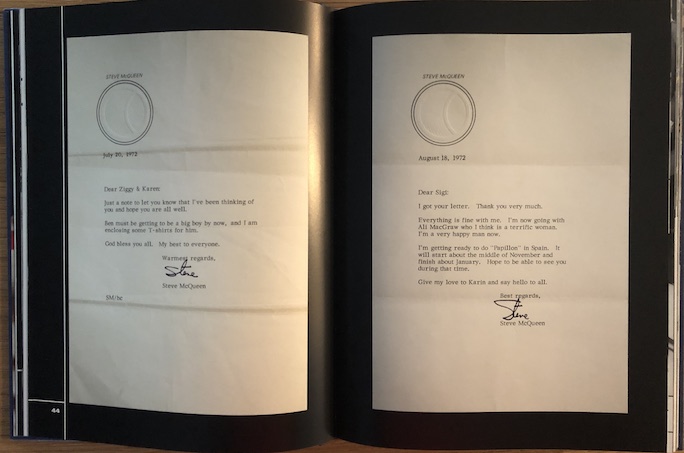 STEVE McQUEEN
July 20, 1972
Dear Ziggy & Karen:
Just a note to let you know that I've been thinking of
you and hope you are all well.
Ben must be getting to be a big boy by now, and I am
enclosing some T-shirts for him.
God bless you all. My best to everyone.
Warmest regards,
Steve
Steve McQueen
SM/br
44
STEVE McQUEEN
August 18, 1972
Dear Sigi:
I got your letter. Thank you very much.
Everything is fine with me. I'm now going with
Ali MacGraw who I think is a terrific woman.
I'm a very happy man now.
I'm getting ready to do "Papillon" in Spain. It
will start about the middle of November and
finish about January. Hope to be able to see you
during that time.
Give my love to Karin and say hello to all.
Best regards,
Steve
Steve McQueen